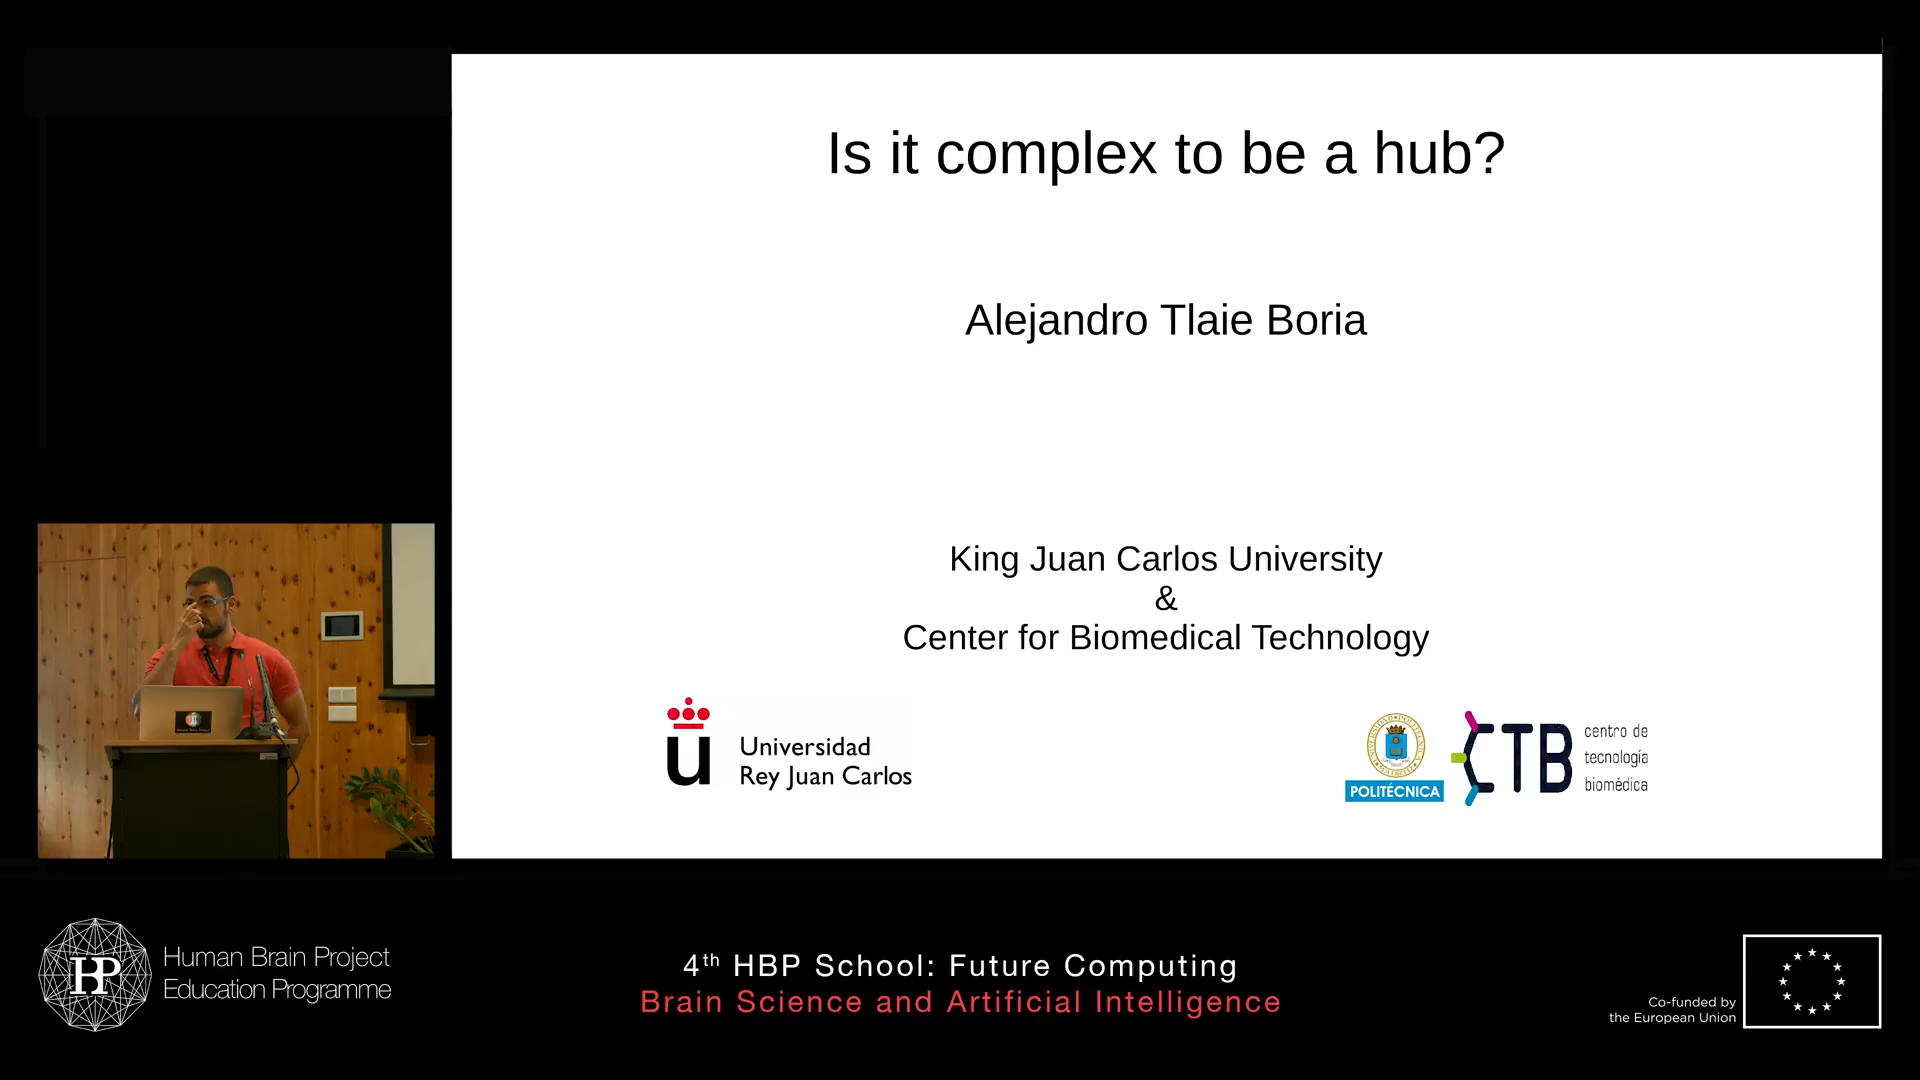 Is it complex to be a hub?
Alejandro Tlaie Boria
King Juan Carlos University
&
Center for Biomedical Technology
u
Universidad
Rey Juan Carlos
POLITÉCNICA
CTB
centro de
tecnología
biomédica
HP
Human Brain Project
Education Programme
4th HBP School: Future Computing
Brain Science and Artificial Intelligence
Co-funded by
the European Union